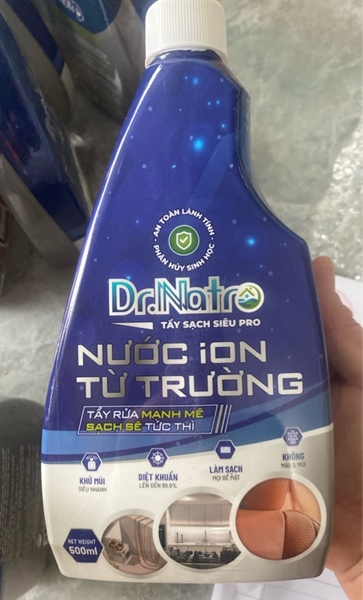 AN TOÀN LÀNH TÍNH
PHÂN HỦY SINH HỌC
Dr.Natro
TẨY SẠCH SIÊU PRO
NƯỚC iON
TỪ TRƯỜNG
TẨY RỬA MẠNH MẼ
SẠCH SẼ TỨC THÌ
KHỬ MÙI
SIÊU NHANH
DIỆT KHUẨN
LÊN ĐẾN 99.9%
LÀM SẠCH
MỌI BỀ MẶT
KHÔNG
MÀU & MÙI
NET WEIGHT
500ml